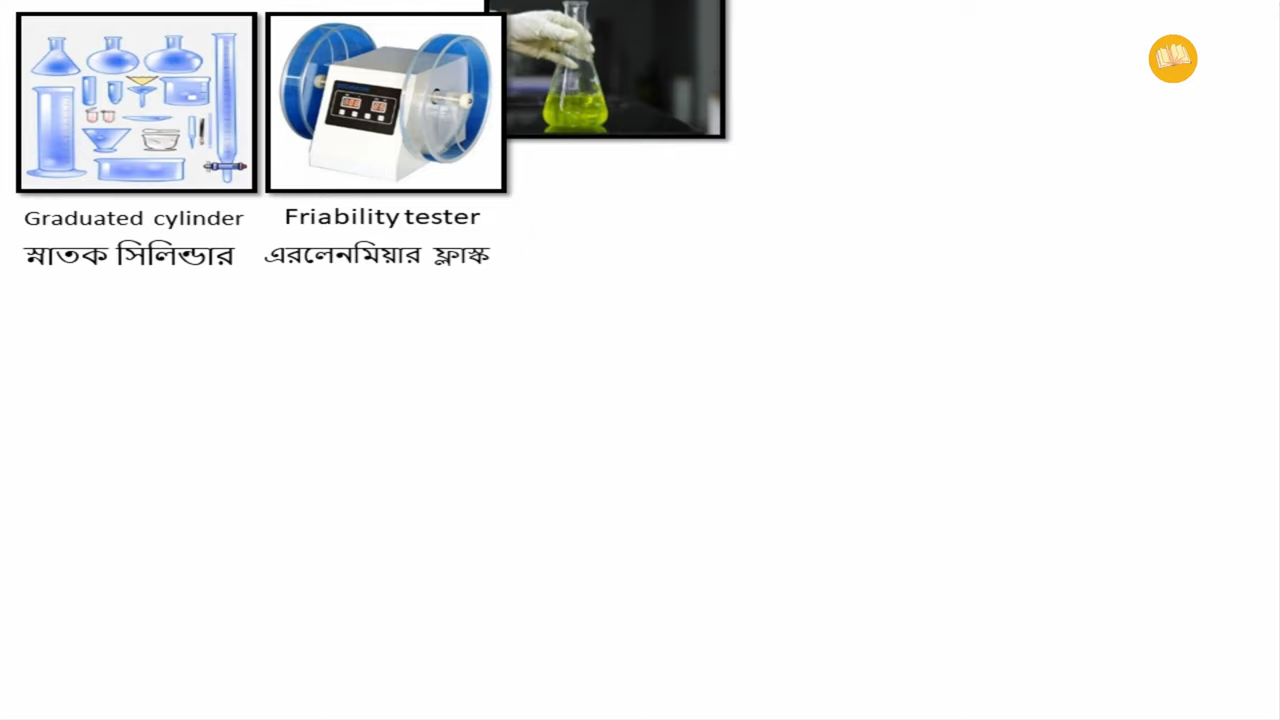 Graduated cylinder
স্নাতক সিলিন্ডার
Friability tester
এরলেনমিয়ার ফ্লাস্ক